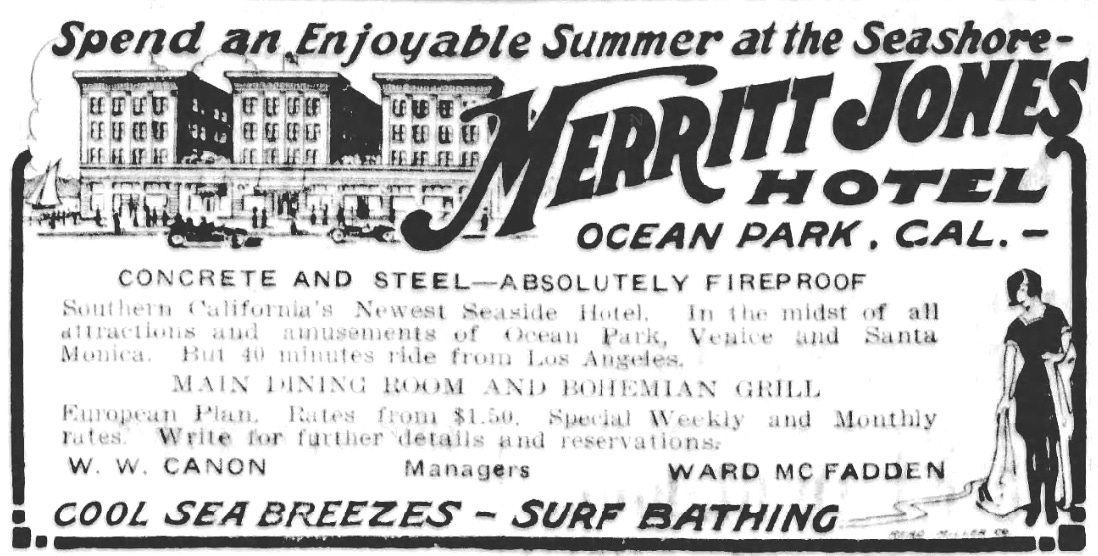 Spend an Enjoyable Summer at the Seashore-
MERRITT JONES
HOTEL
OCEAN PARK, CAL. -
CONCRETE AND STEEL—ABSOLUTELY FIREPROOF
Southern California's Newest Seaside Hotel. In the midst of all
attractions and amusements of Ocean Park, Venice and Santa
Monica. But 40 minutes ride from Los Angeles.
MAIN DINING ROOM AND BOHEMIAN GRILL
European Plan. Rates from $1.50. Special Weekly and Monthly
rates. Write for further details and reservations.
W. W. CANON Managers WARD MC FADDEN
COOL SEA BREEZES - SURF BATHING